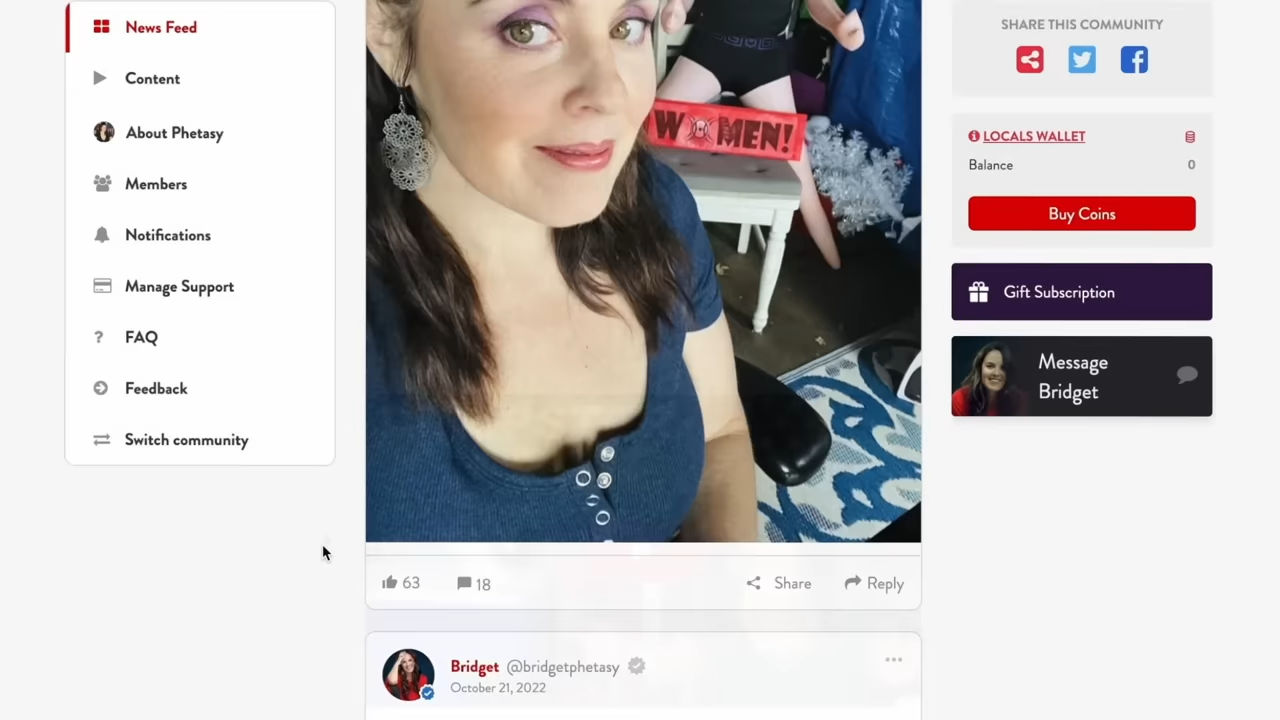 News Feed
Content
About Phetasy
Members
Notifications
Manage Support
? FAQ
Feedback
Switch community
W MEN!
63
18
Share
Reply
Bridget @bridgetphetasy
October 21, 2022
SHARE THIS COMMUNITY
LOCALS WALLET
Balance 0
Buy Coins
Gift Subscription
Message
Bridget